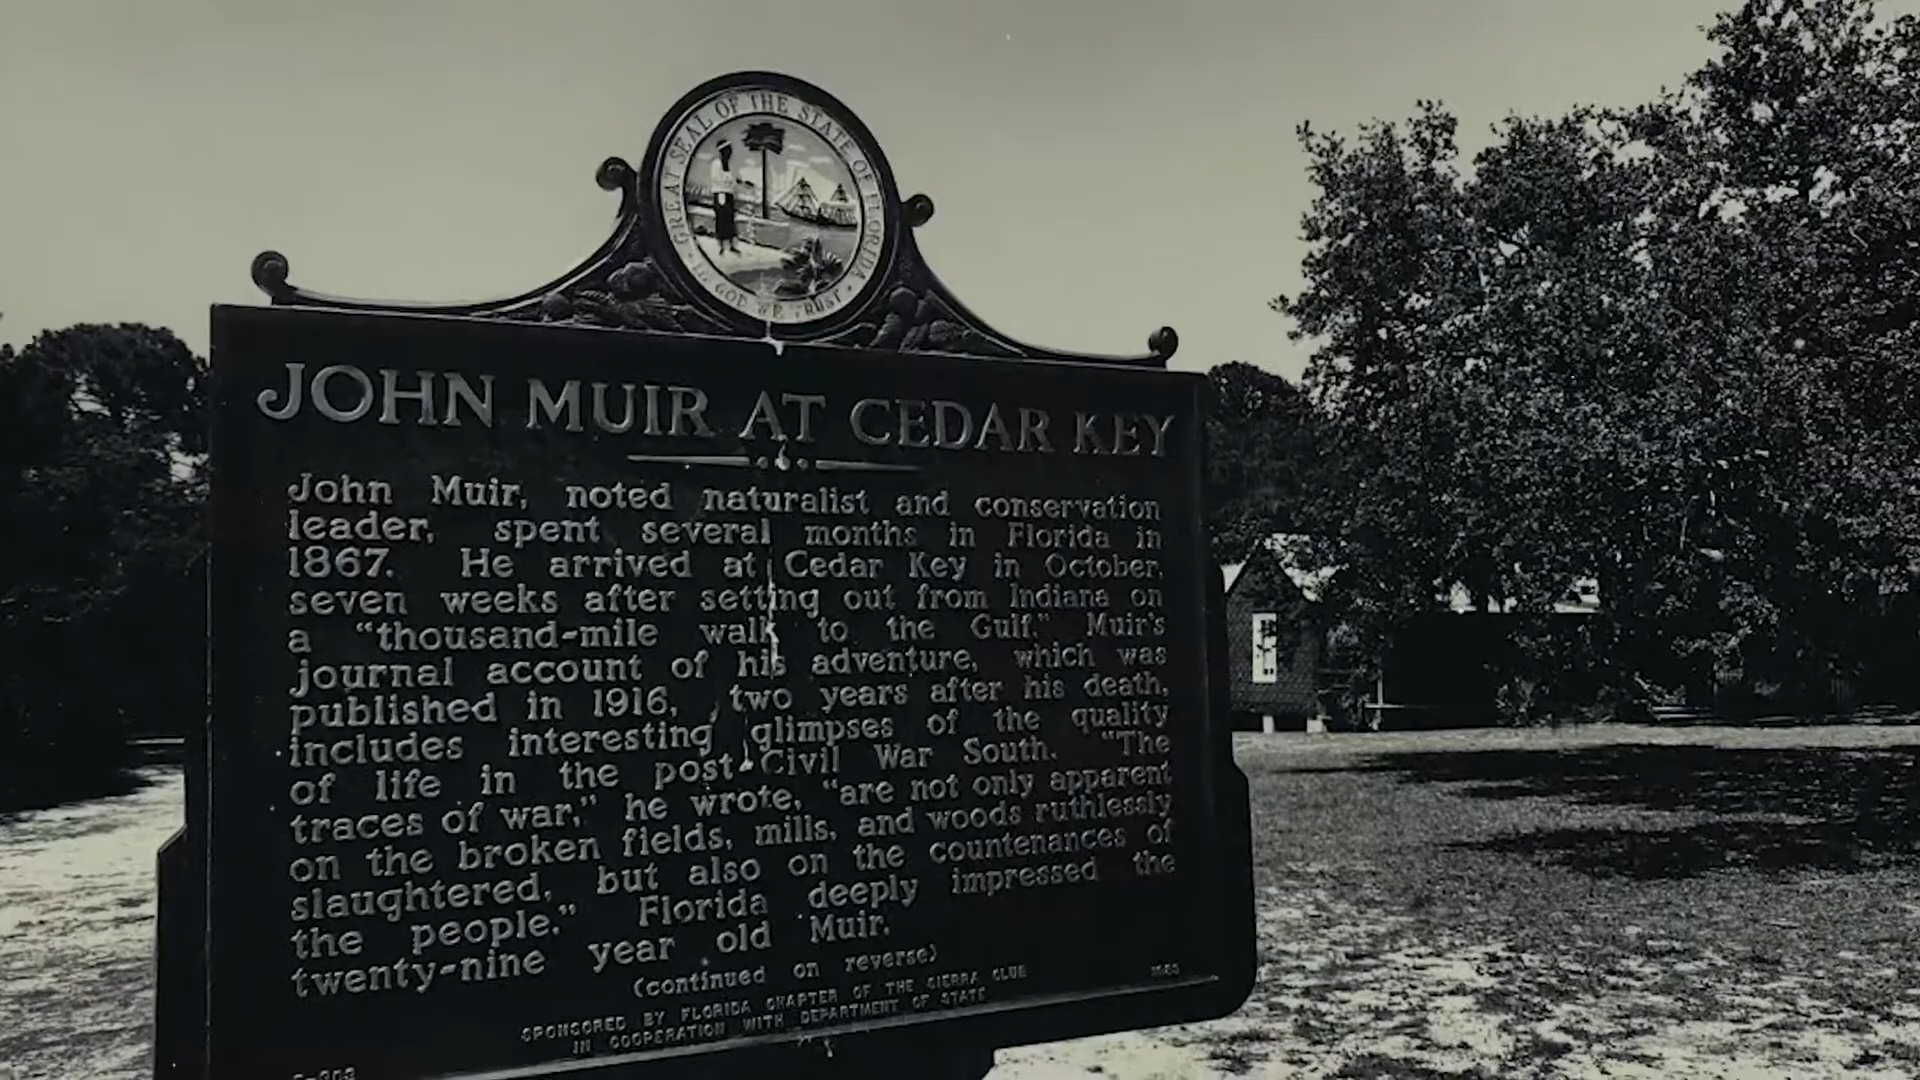 GREAT SEAL OF THE STATE OF FLORIDA
IN GOD WE TRUST
JOHN MUIR AT CEDAR KEY
John Muir, noted naturalist and conservation
leader, spent several months in Florida in
1867. He arrived at Cedar Key in October,
seven weeks after setting out from Indiana on
a "thousand-mile walk to the Gulf." Muir's
journal account of his adventure, which was
published in 1916, two years after his death,
includes interesting glimpses of the quality
of life in the post-Civil War South. "The
traces of war," he wrote, "are not only apparent
on the broken fields, mills, and woods ruthlessly
slaughtered, but also on the countenances of
the people." Florida deeply impressed the
twenty-nine year old Muir.
(continued on reverse)
SPONSORED BY FLORIDA CHAPTER OF THE SIERRA CLUB
IN COOPERATION WITH DEPARTMENT OF STATE